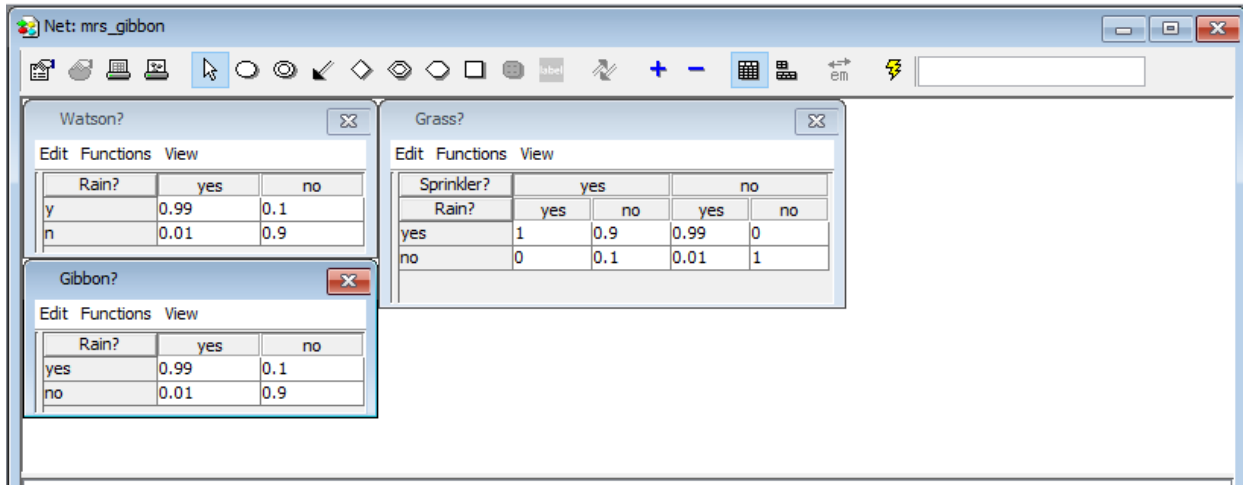 Net: mrs_gibbon
label
em
Watson?
Edit Functions View
Rain? yes no
y 0.99 0.1
n 0.01 0.9
Grass?
Edit Functions View
Sprinkler? yes no
Rain? yes no yes no
yes 1 0.9 0.99 0
no 0 0.1 0.01 1
Gibbon?
Edit Functions View
Rain? yes no
yes 0.99 0.1
no 0.01 0.9